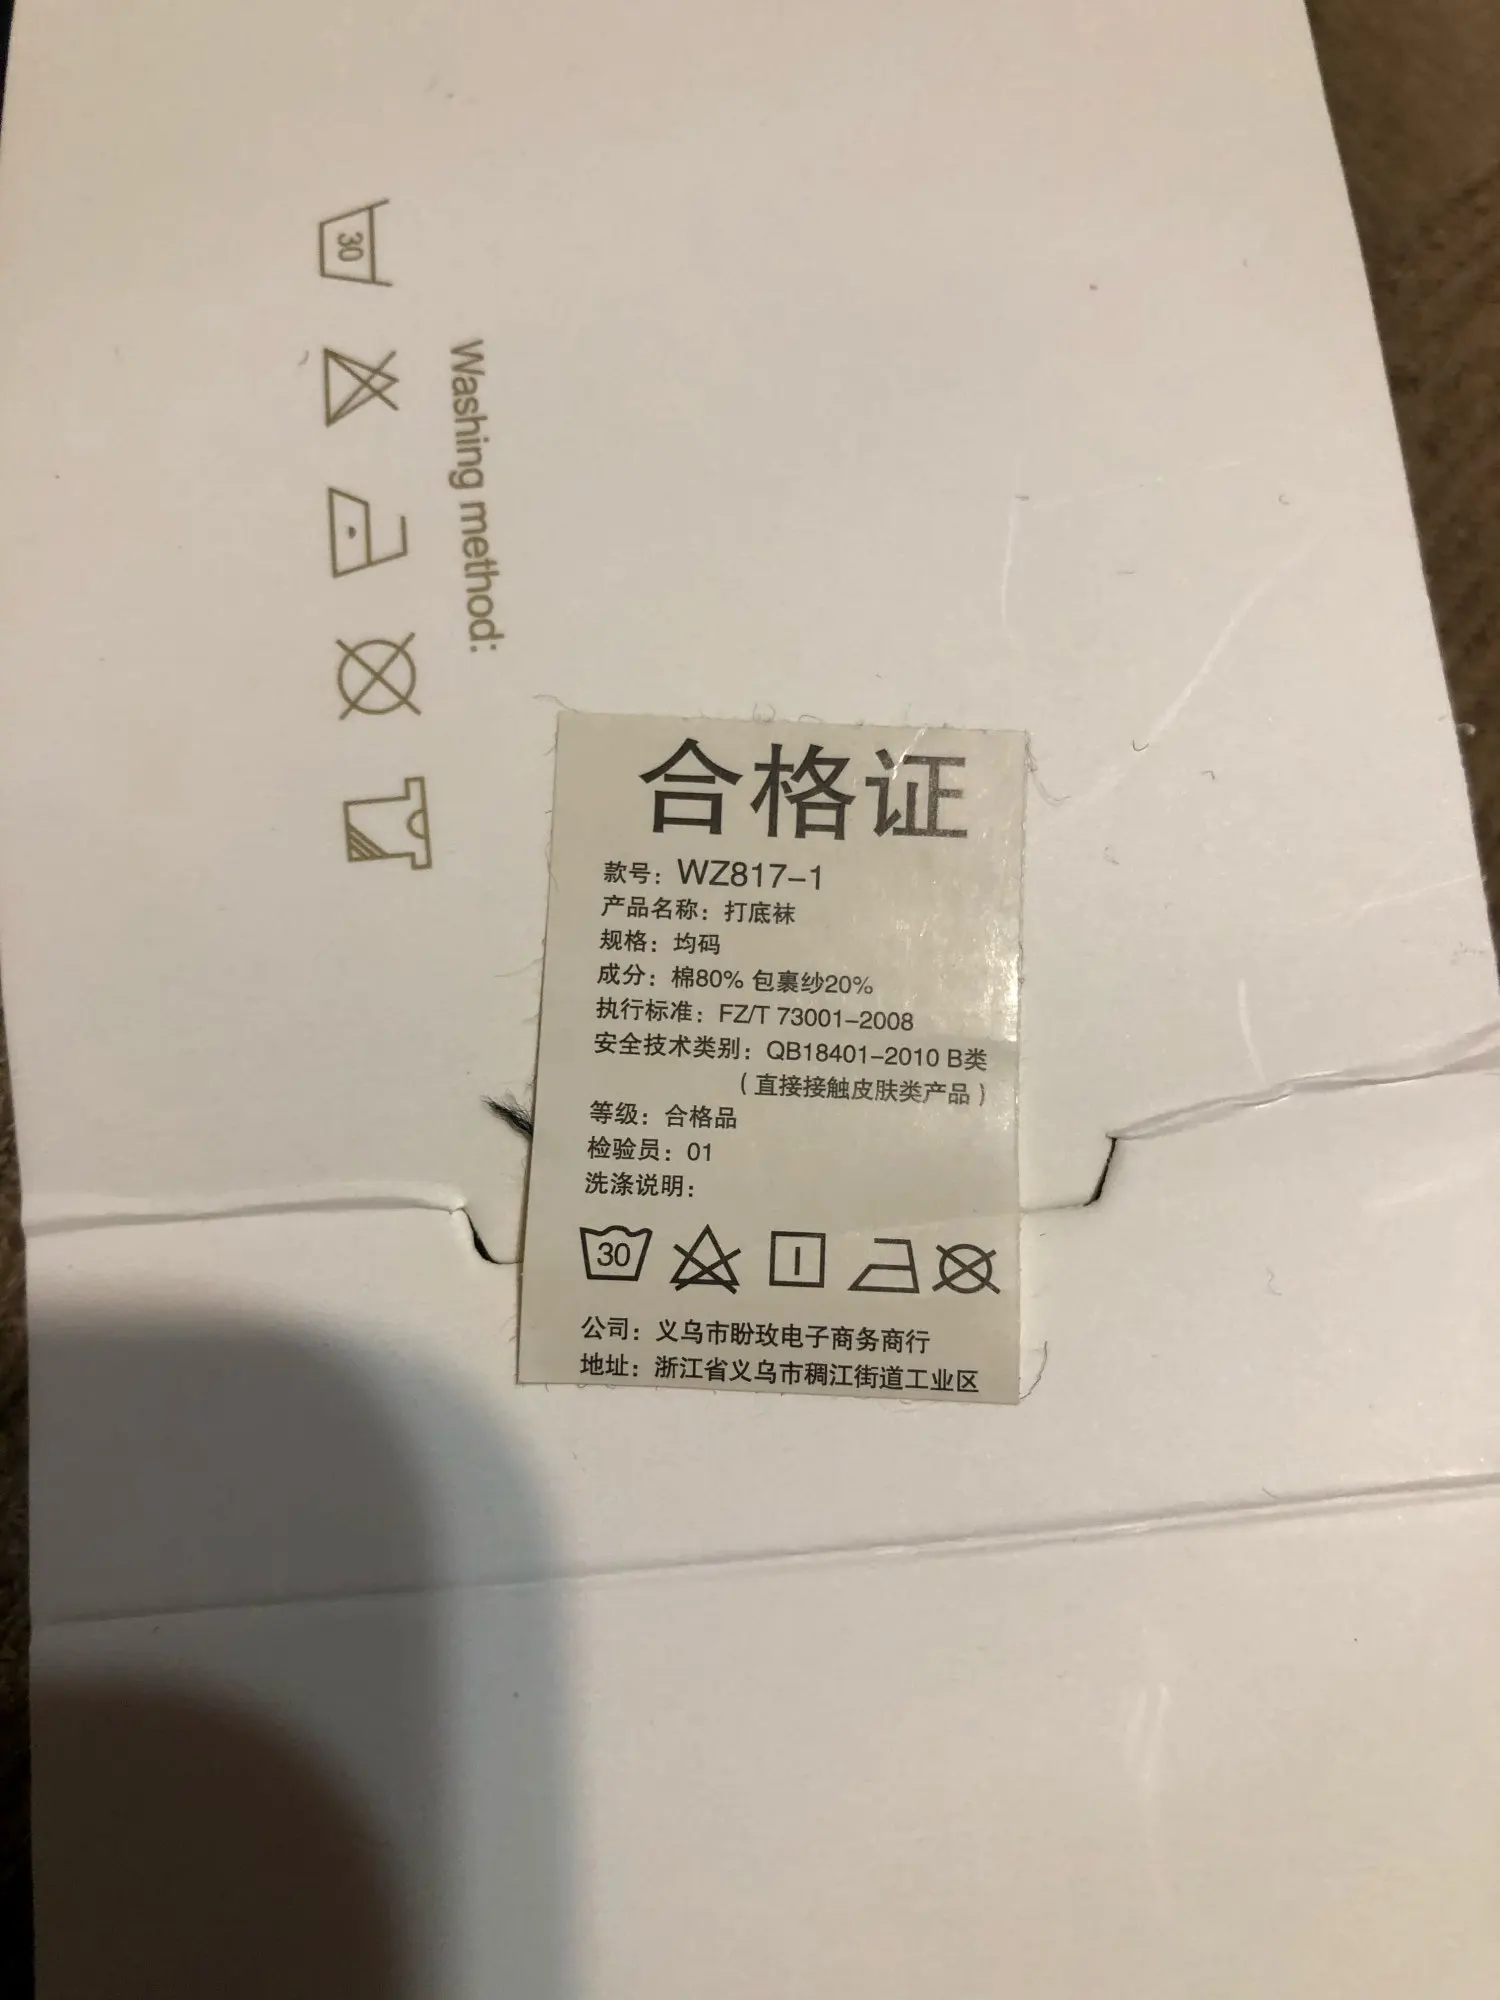 Washing method:
30
合格证
款号：WZ817-1
产品名称：打底袜
规格：均码
成分：棉80% 包裹纱20%
执行标准：FZ/T 73001-2008
安全技术类别：QB18401-2010 B类
（直接接触皮肤类产品）
等级：合格品
检验员：01
洗涤说明：
30
公司：义乌市盼玫电子商务商行
地址：浙江省义乌市稠江街道工业区